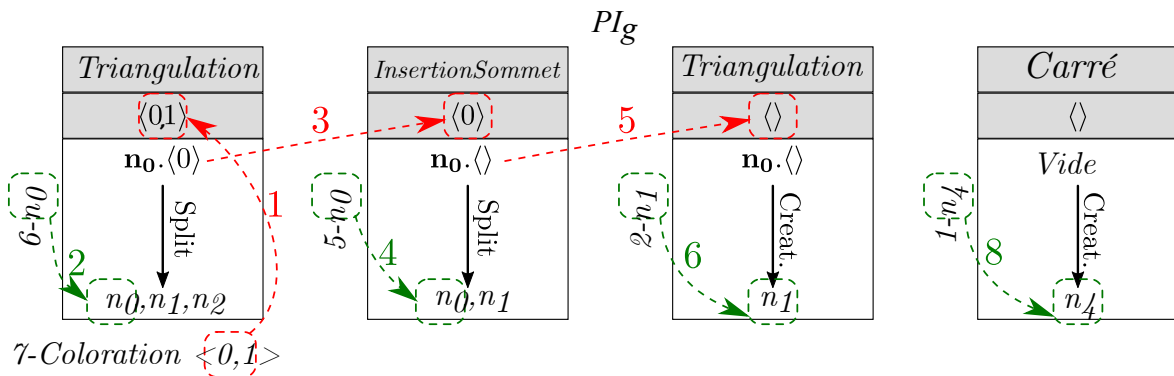 PIg
Triangulation
⟨0,1⟩
n0.⟨0⟩
Split
6-n0
2
n0,n1,n2
7-Coloration <0,1>
1
3
InsertionSommet
⟨0⟩
n0.⟨⟩
Split
5-n0
4
n0,n1
5
Triangulation
⟨⟩
n0.⟨⟩
Creat.
2-n1
6
n1
Carré
⟨⟩
Vide
Creat.
1-n4
8
n4